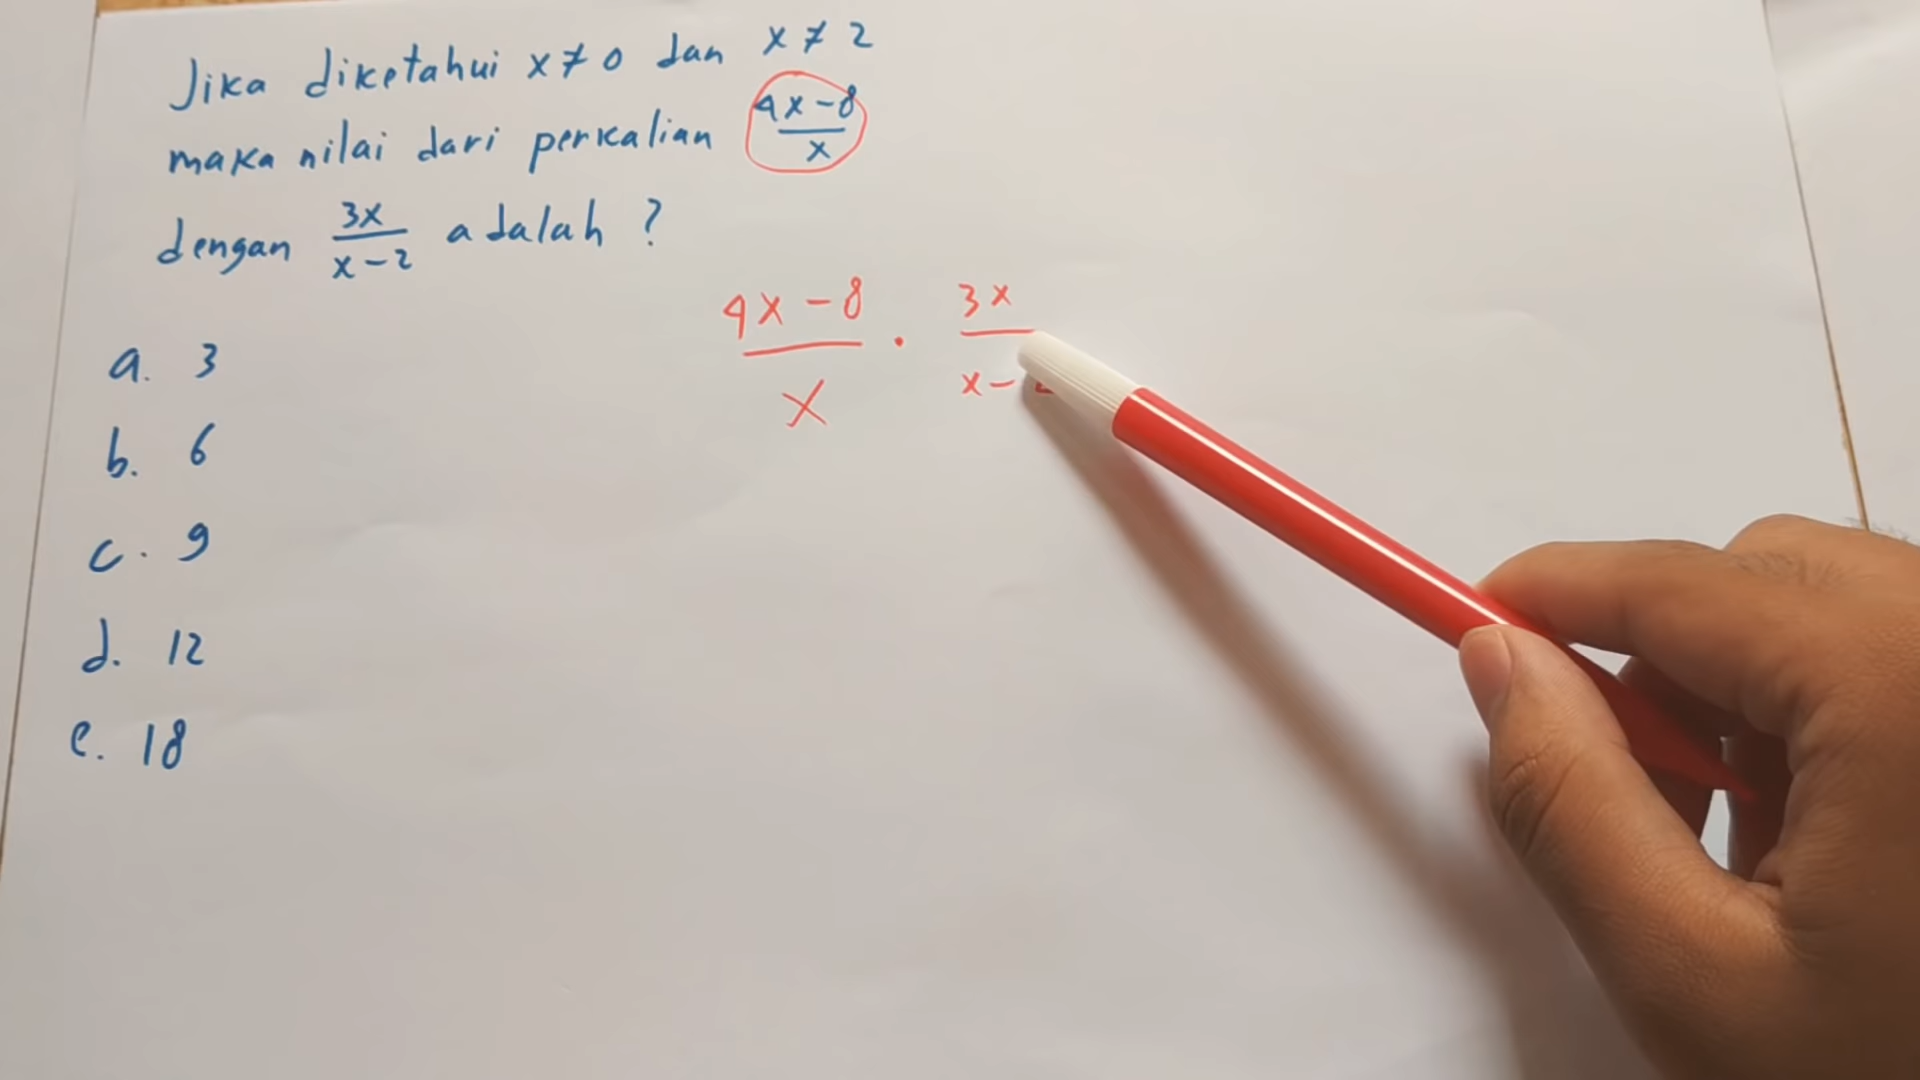 Jika diketahui x ≠ 0 dan x ≠ 2
maka nilai dari perkalian (4x-8)/x
dengan 3x/(x-2) adalah ?
(4x-8)/x . 3x/(x-
a. 3
b. 6
c. 9
d. 12
e. 18